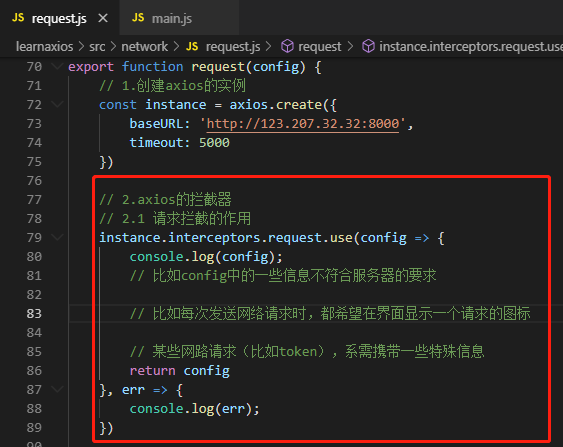 JS request.js × JS main.js
learnaxios > src > network > JS request.js > request > instance.interceptors.request.use
70 export function request(config) {
71 // 1.创建axios的实例
72 const instance = axios.create({
73 baseURL: 'http://123.207.32.32:8000',
74 timeout: 5000
75 })
76
77 // 2.axios的拦截器
78 // 2.1 请求拦截的作用
79 instance.interceptors.request.use(config => {
80 console.log(config);
81 // 比如config中的一些信息不符合服务器的要求
82
83 // 比如每次发送网络请求时，都希望在界面显示一个请求的图标
84
85 // 某些网路请求（比如token），系需携带一些特殊信息
86 return config
87 }, err => {
88 console.log(err);
89 })
90